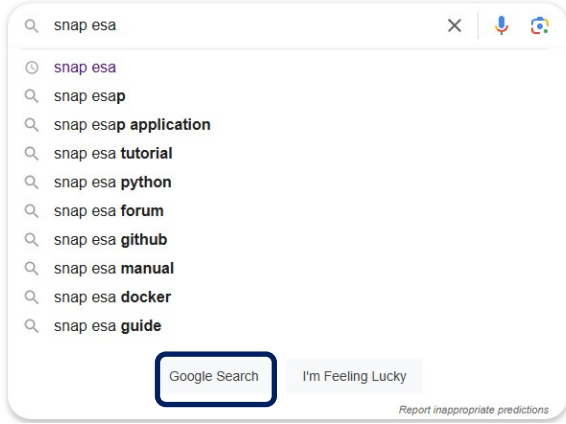 snap esa
snap esa
snap esap
snap esap application
snap esa tutorial
snap esa python
snap esa forum
snap esa github
snap esa manual
snap esa docker
snap esa guide
Google Search I'm Feeling Lucky
Report inappropriate predictions